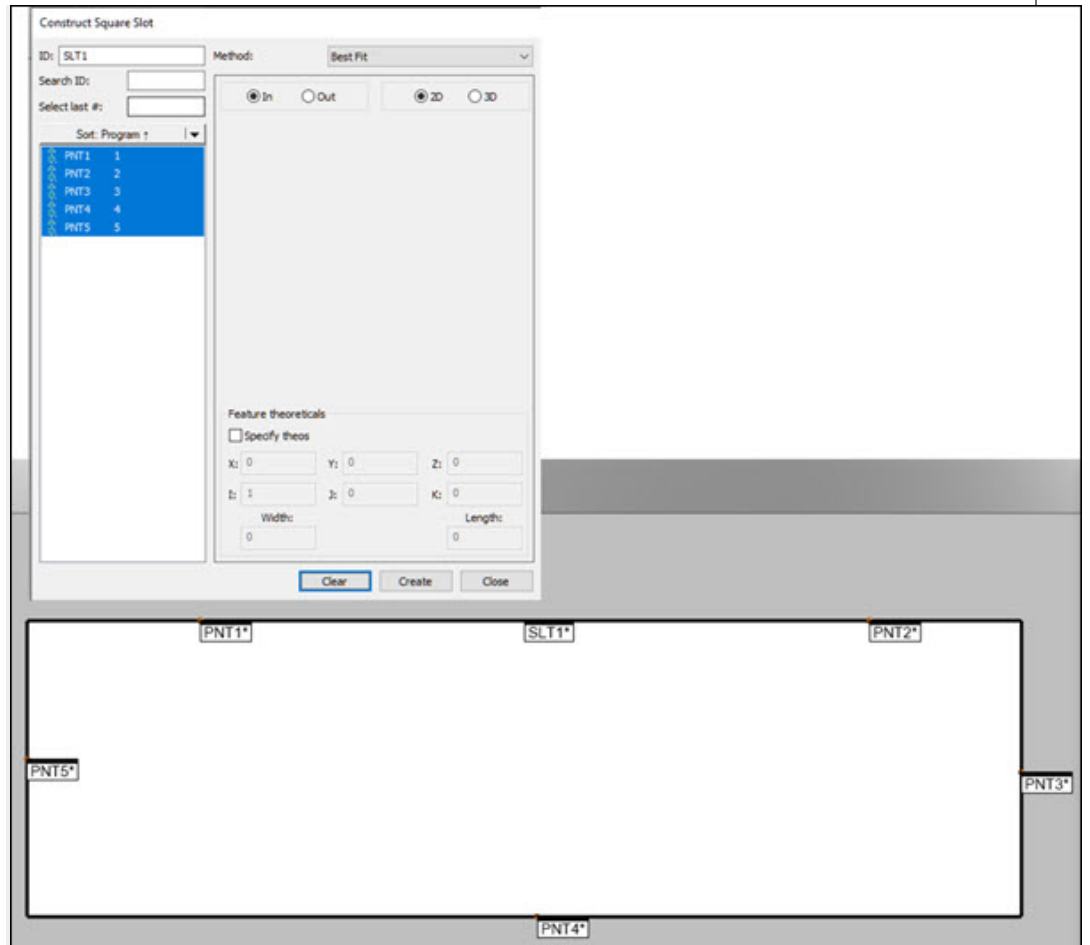 Construct Square Slot
ID: SLT1
Method: Best Fit
Search ID:
Select last #:
In Out 2D 3D
Sort: Program ↑
PNT1 1
PNT2 2
PNT3 3
PNT4 4
PNT5 5
Feature theoreticals
Specify theos
X: 0 Y: 0 Z: 0
I: 1 J: 0 K: 0
Width: Length:
0 0
Clear Create Close
PNT1* SLT1* PNT2*
PNT5* PNT3*
PNT4*